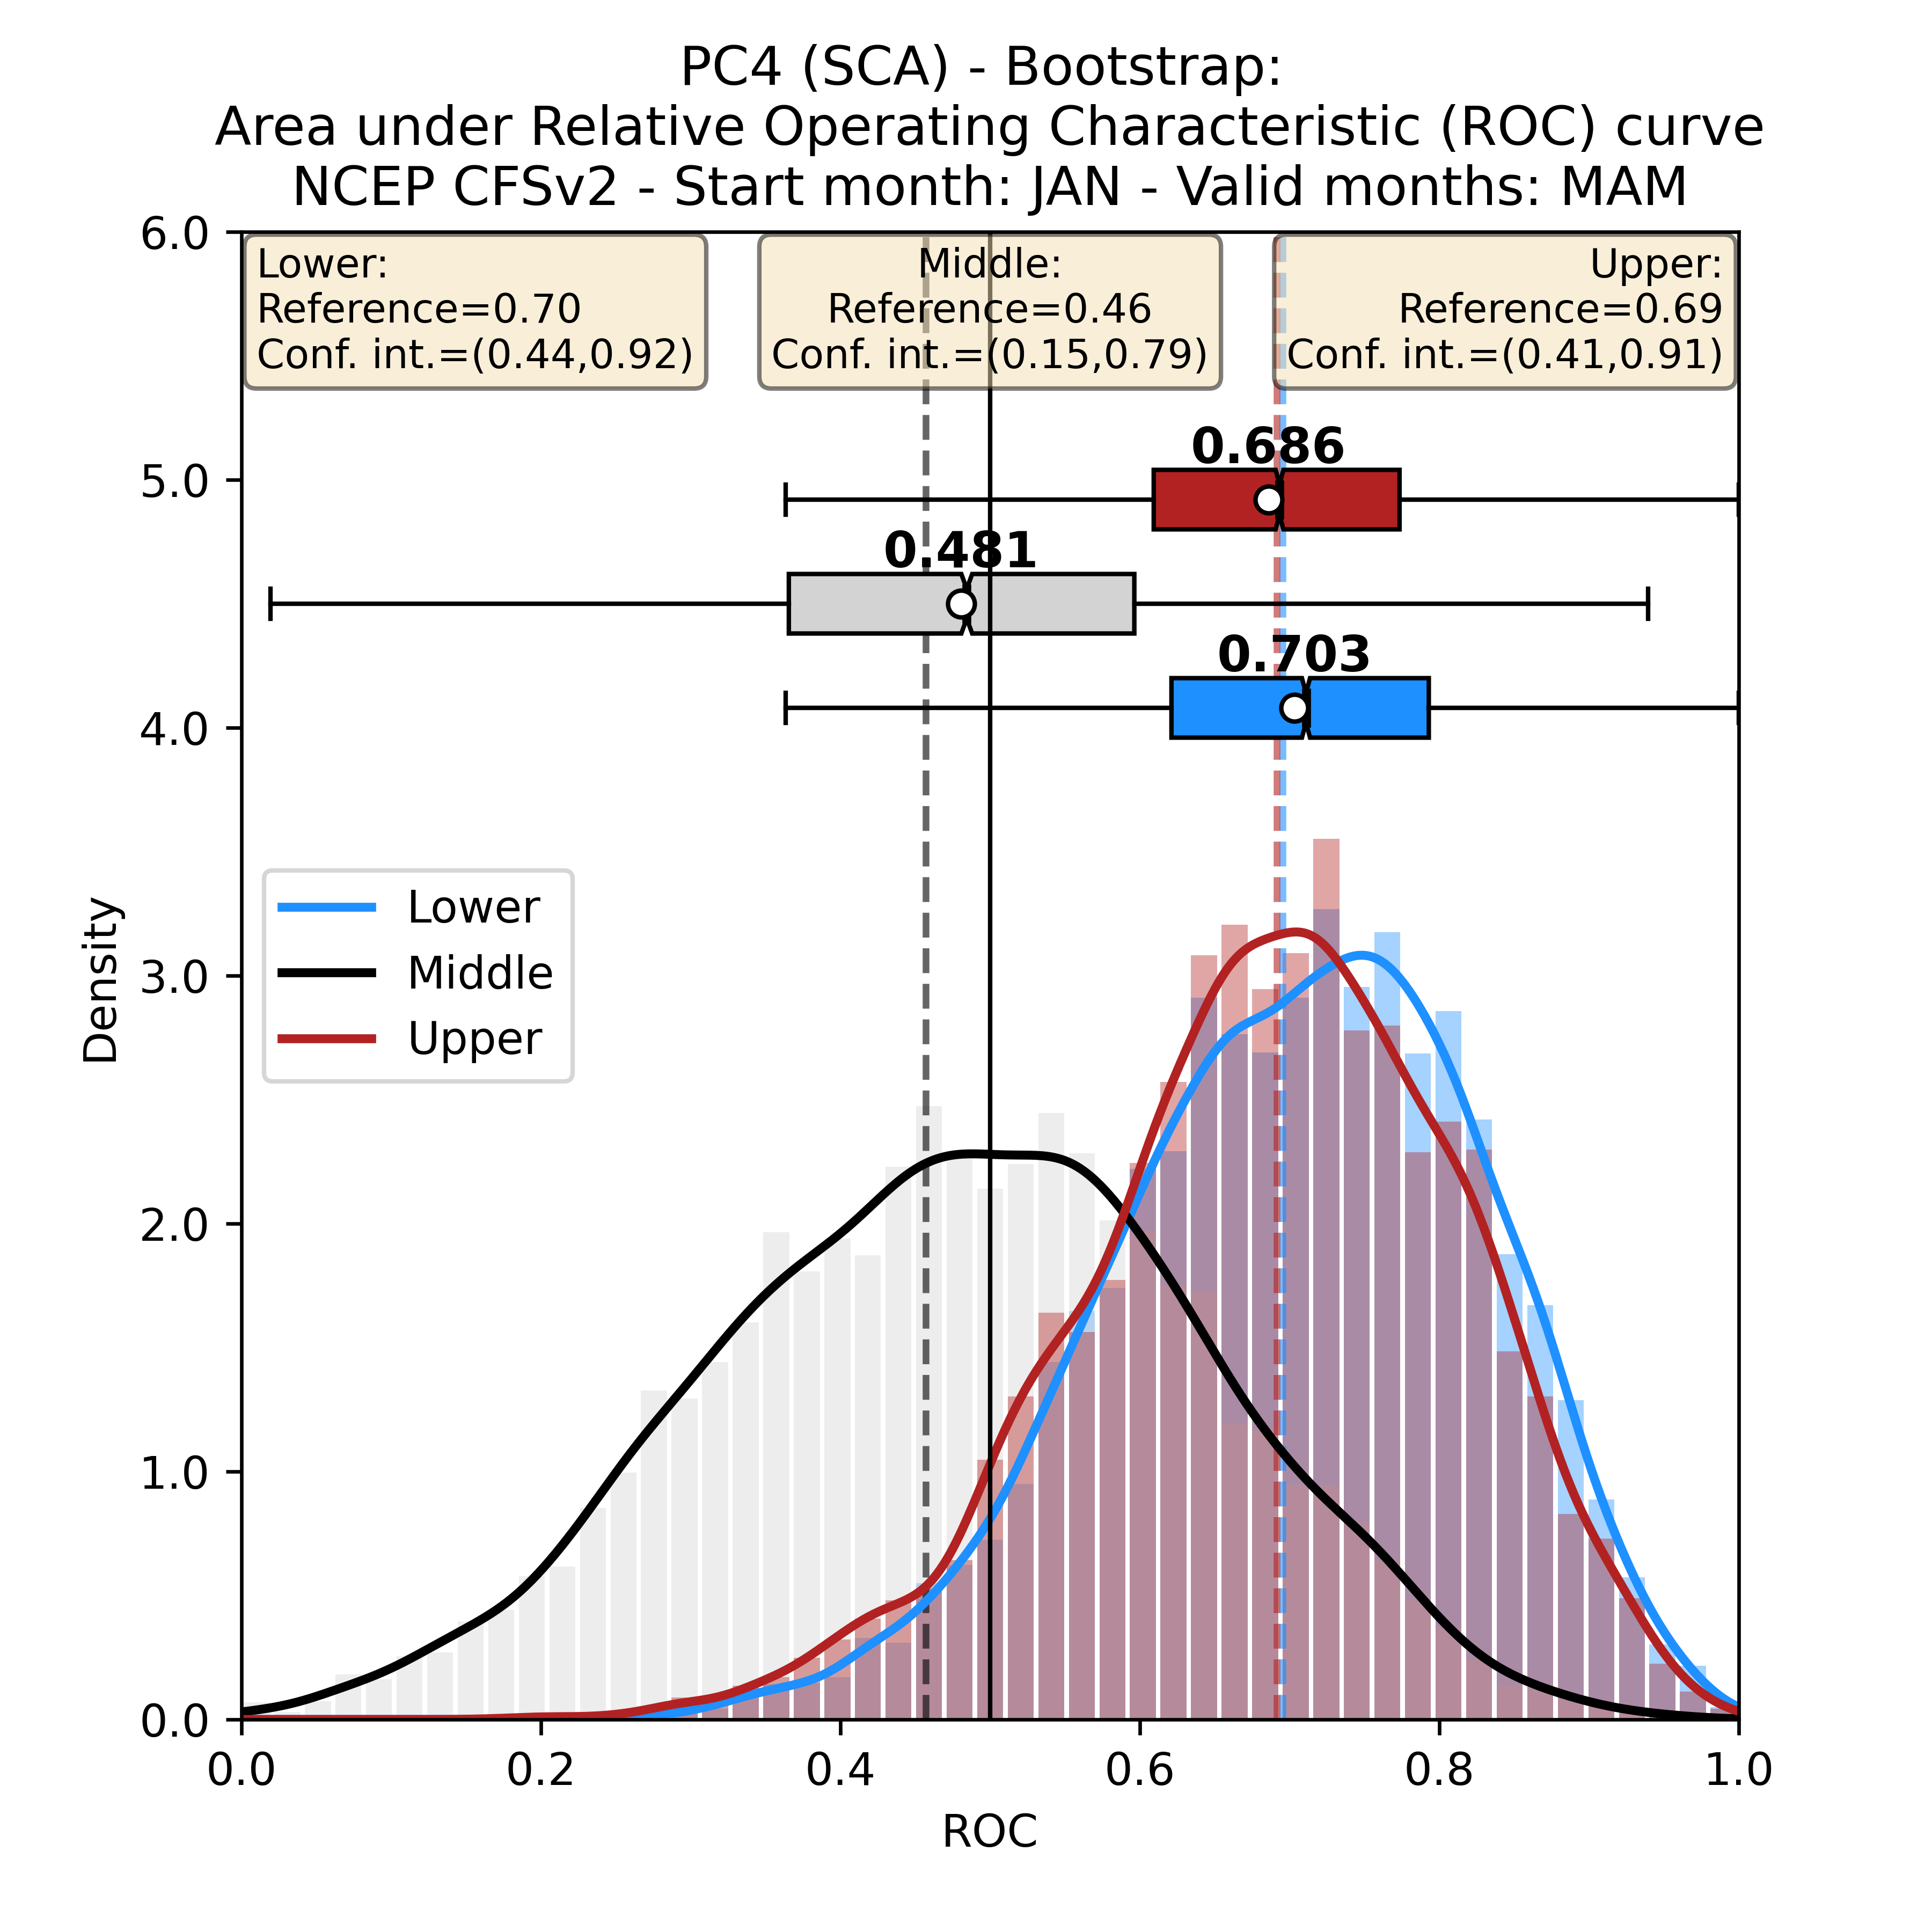 PC4 (SCA) - Bootstrap:
Area under Relative Operating Characteristic (ROC) curve
NCEP CFSv2 - Start month: JAN - Valid months: MAM
6.0
5.0
4.0
3.0
2.0
1.0
0.0
Density
Lower:
Reference=0.70
Conf. int.=(0.44,0.92)
Middle:
Reference=0.46
Conf. int.=(0.15,0.79)
Upper:
Reference=0.69
Conf. int.=(0.41,0.91)
0.686
0.481
0.703
Lower
Middle
Upper
0.0 0.2 0.4 0.6 0.8 1.0
ROC